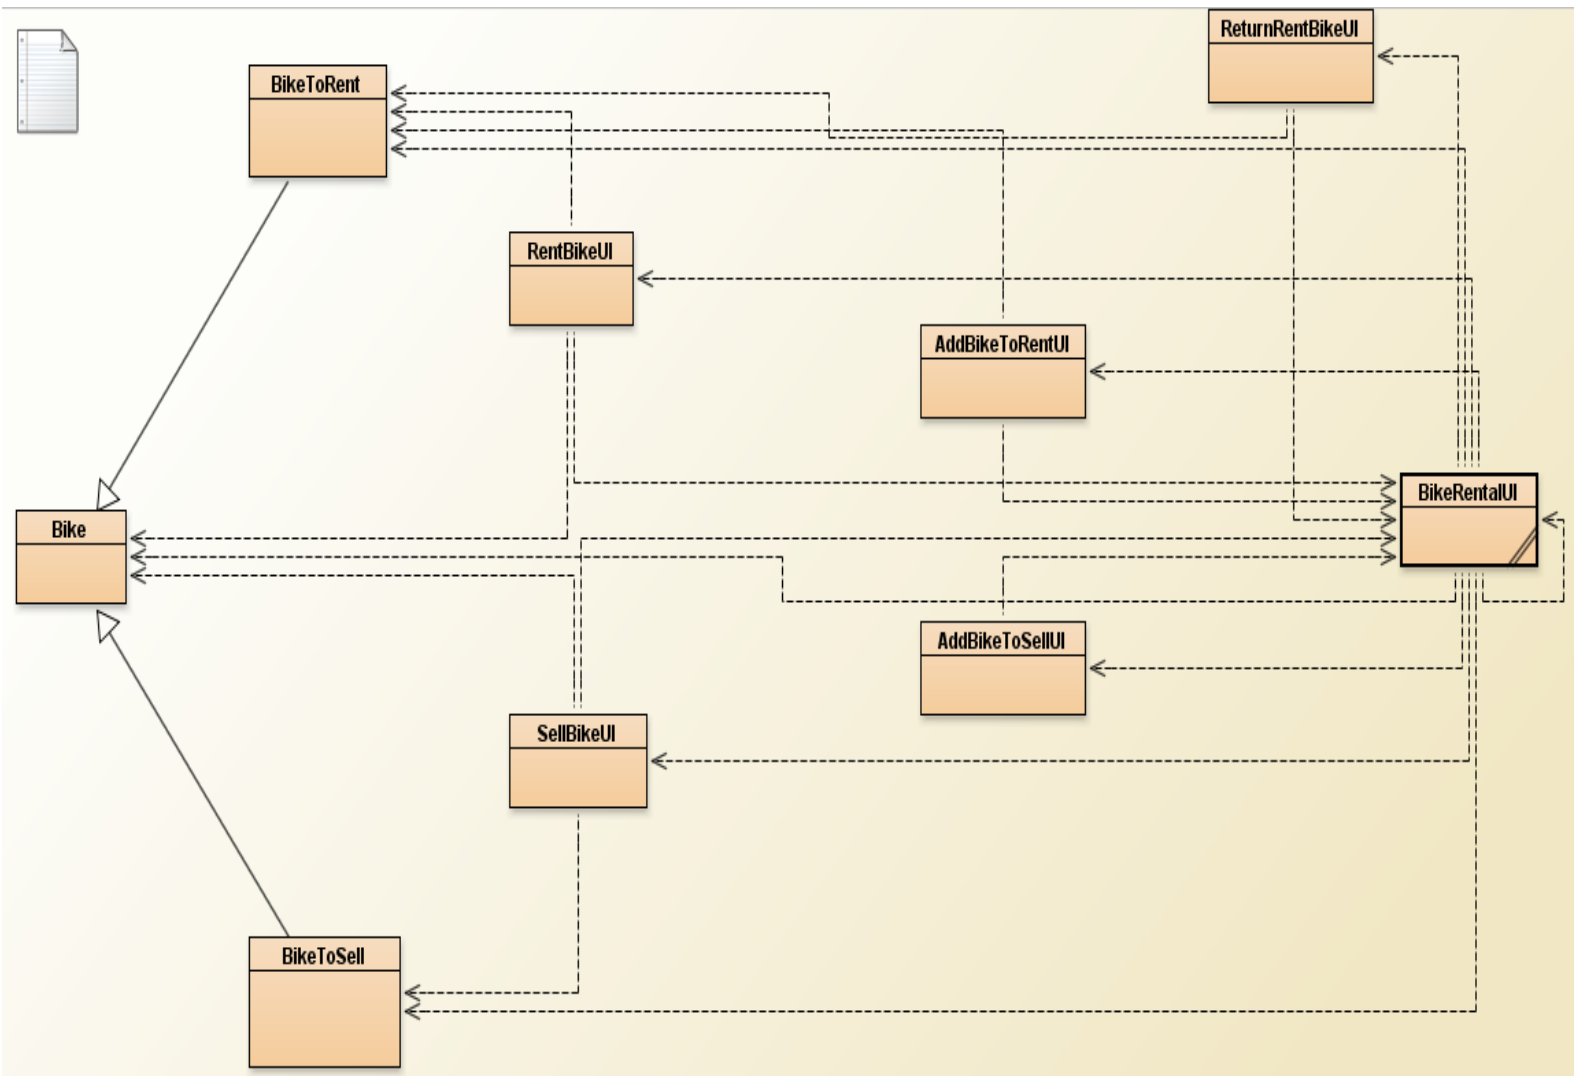 ReturnRentBikeUI
BikeToRent
RentBikeUI
AddBikeToRentUI
BikeRentalUI
Bike
AddBikeToSellUI
SellBikeUI
BikeToSell